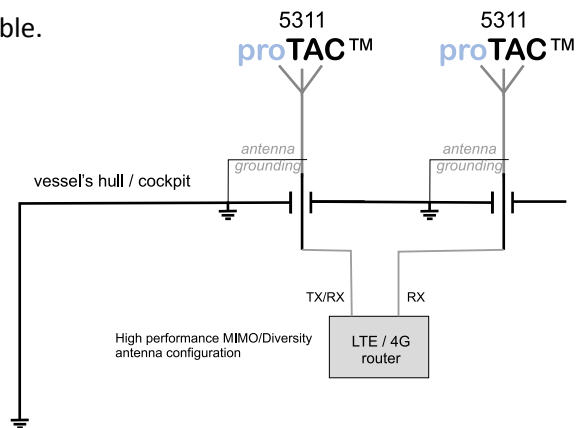 ble.
5311
proTAC™
5311
proTAC™
antenna
grounding
antenna
grounding
vessel's hull / cockpit
TX/RX
RX
High performance MIMO/Diversity
antenna configuration
LTE / 4G
router